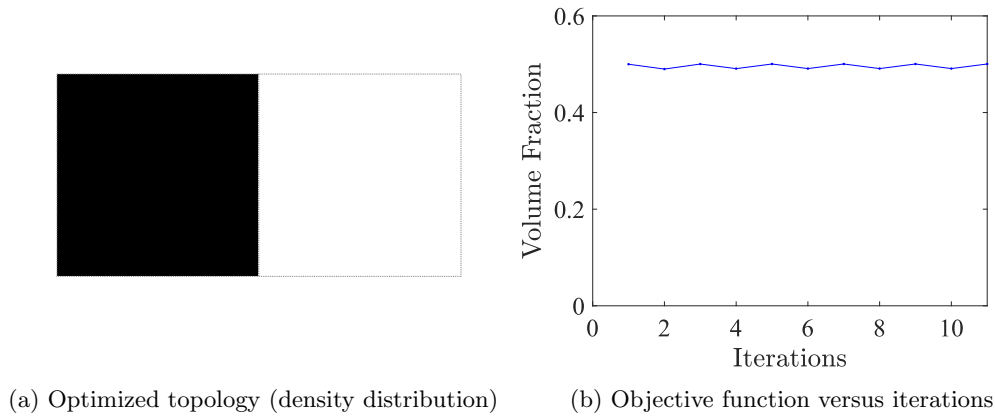 0.6
0.4
0.2
0
Volume Fraction
0 2 4 6 8 10
Iterations
(a) Optimized topology (density distribution)
(b) Objective function versus iterations